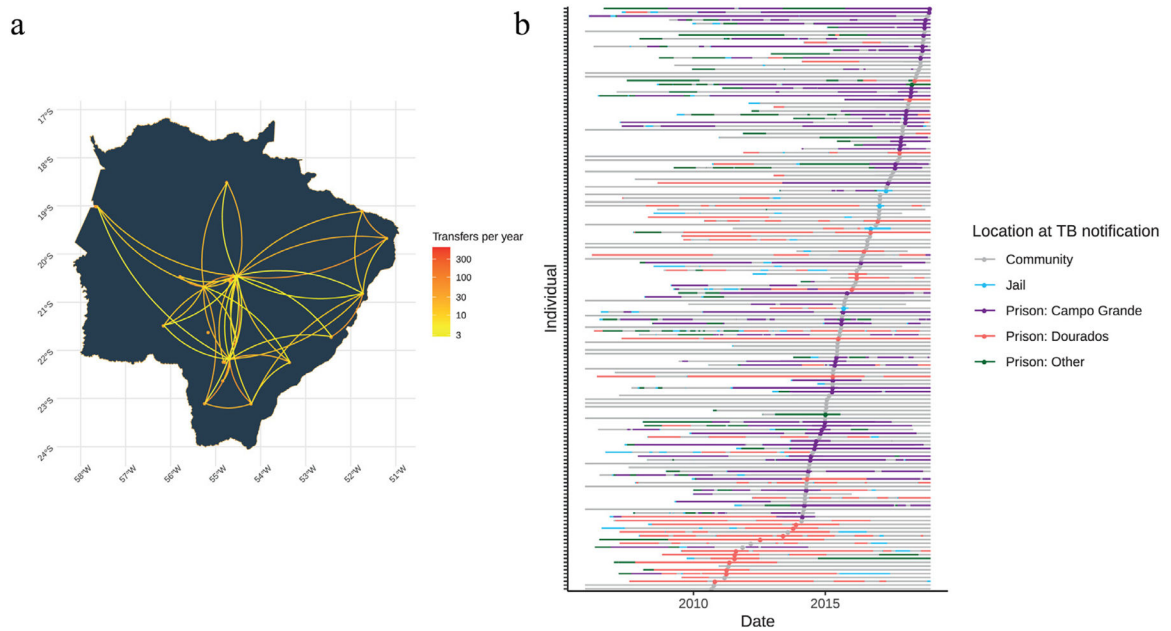 a
b
17°S
18°S
19°S
20°S
21°S
22°S
23°S
24°S
58°W
57°W
56°W
55°W
54°W
53°W
52°W
51°W
Transfers per year
300
100
30
10
3
Individual
2010
2015
Date
Location at TB notification
Community
Jail
Prison: Campo Grande
Prison: Dourados
Prison: Other